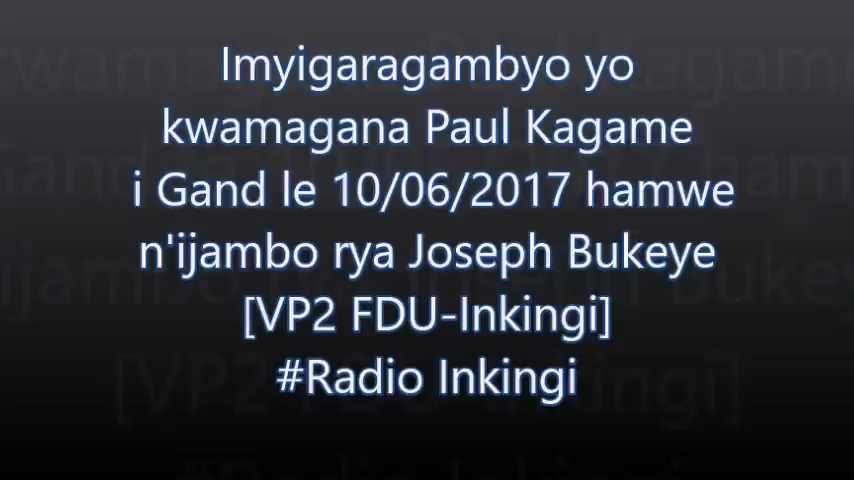 Imyigaragambyo yo
kwamagana Paul Kagame
i Gand le 10/06/2017 hamwe
n'ijambo rya Joseph Bukeye
[VP2 FDU-Inkingi]
#Radio Inkingi